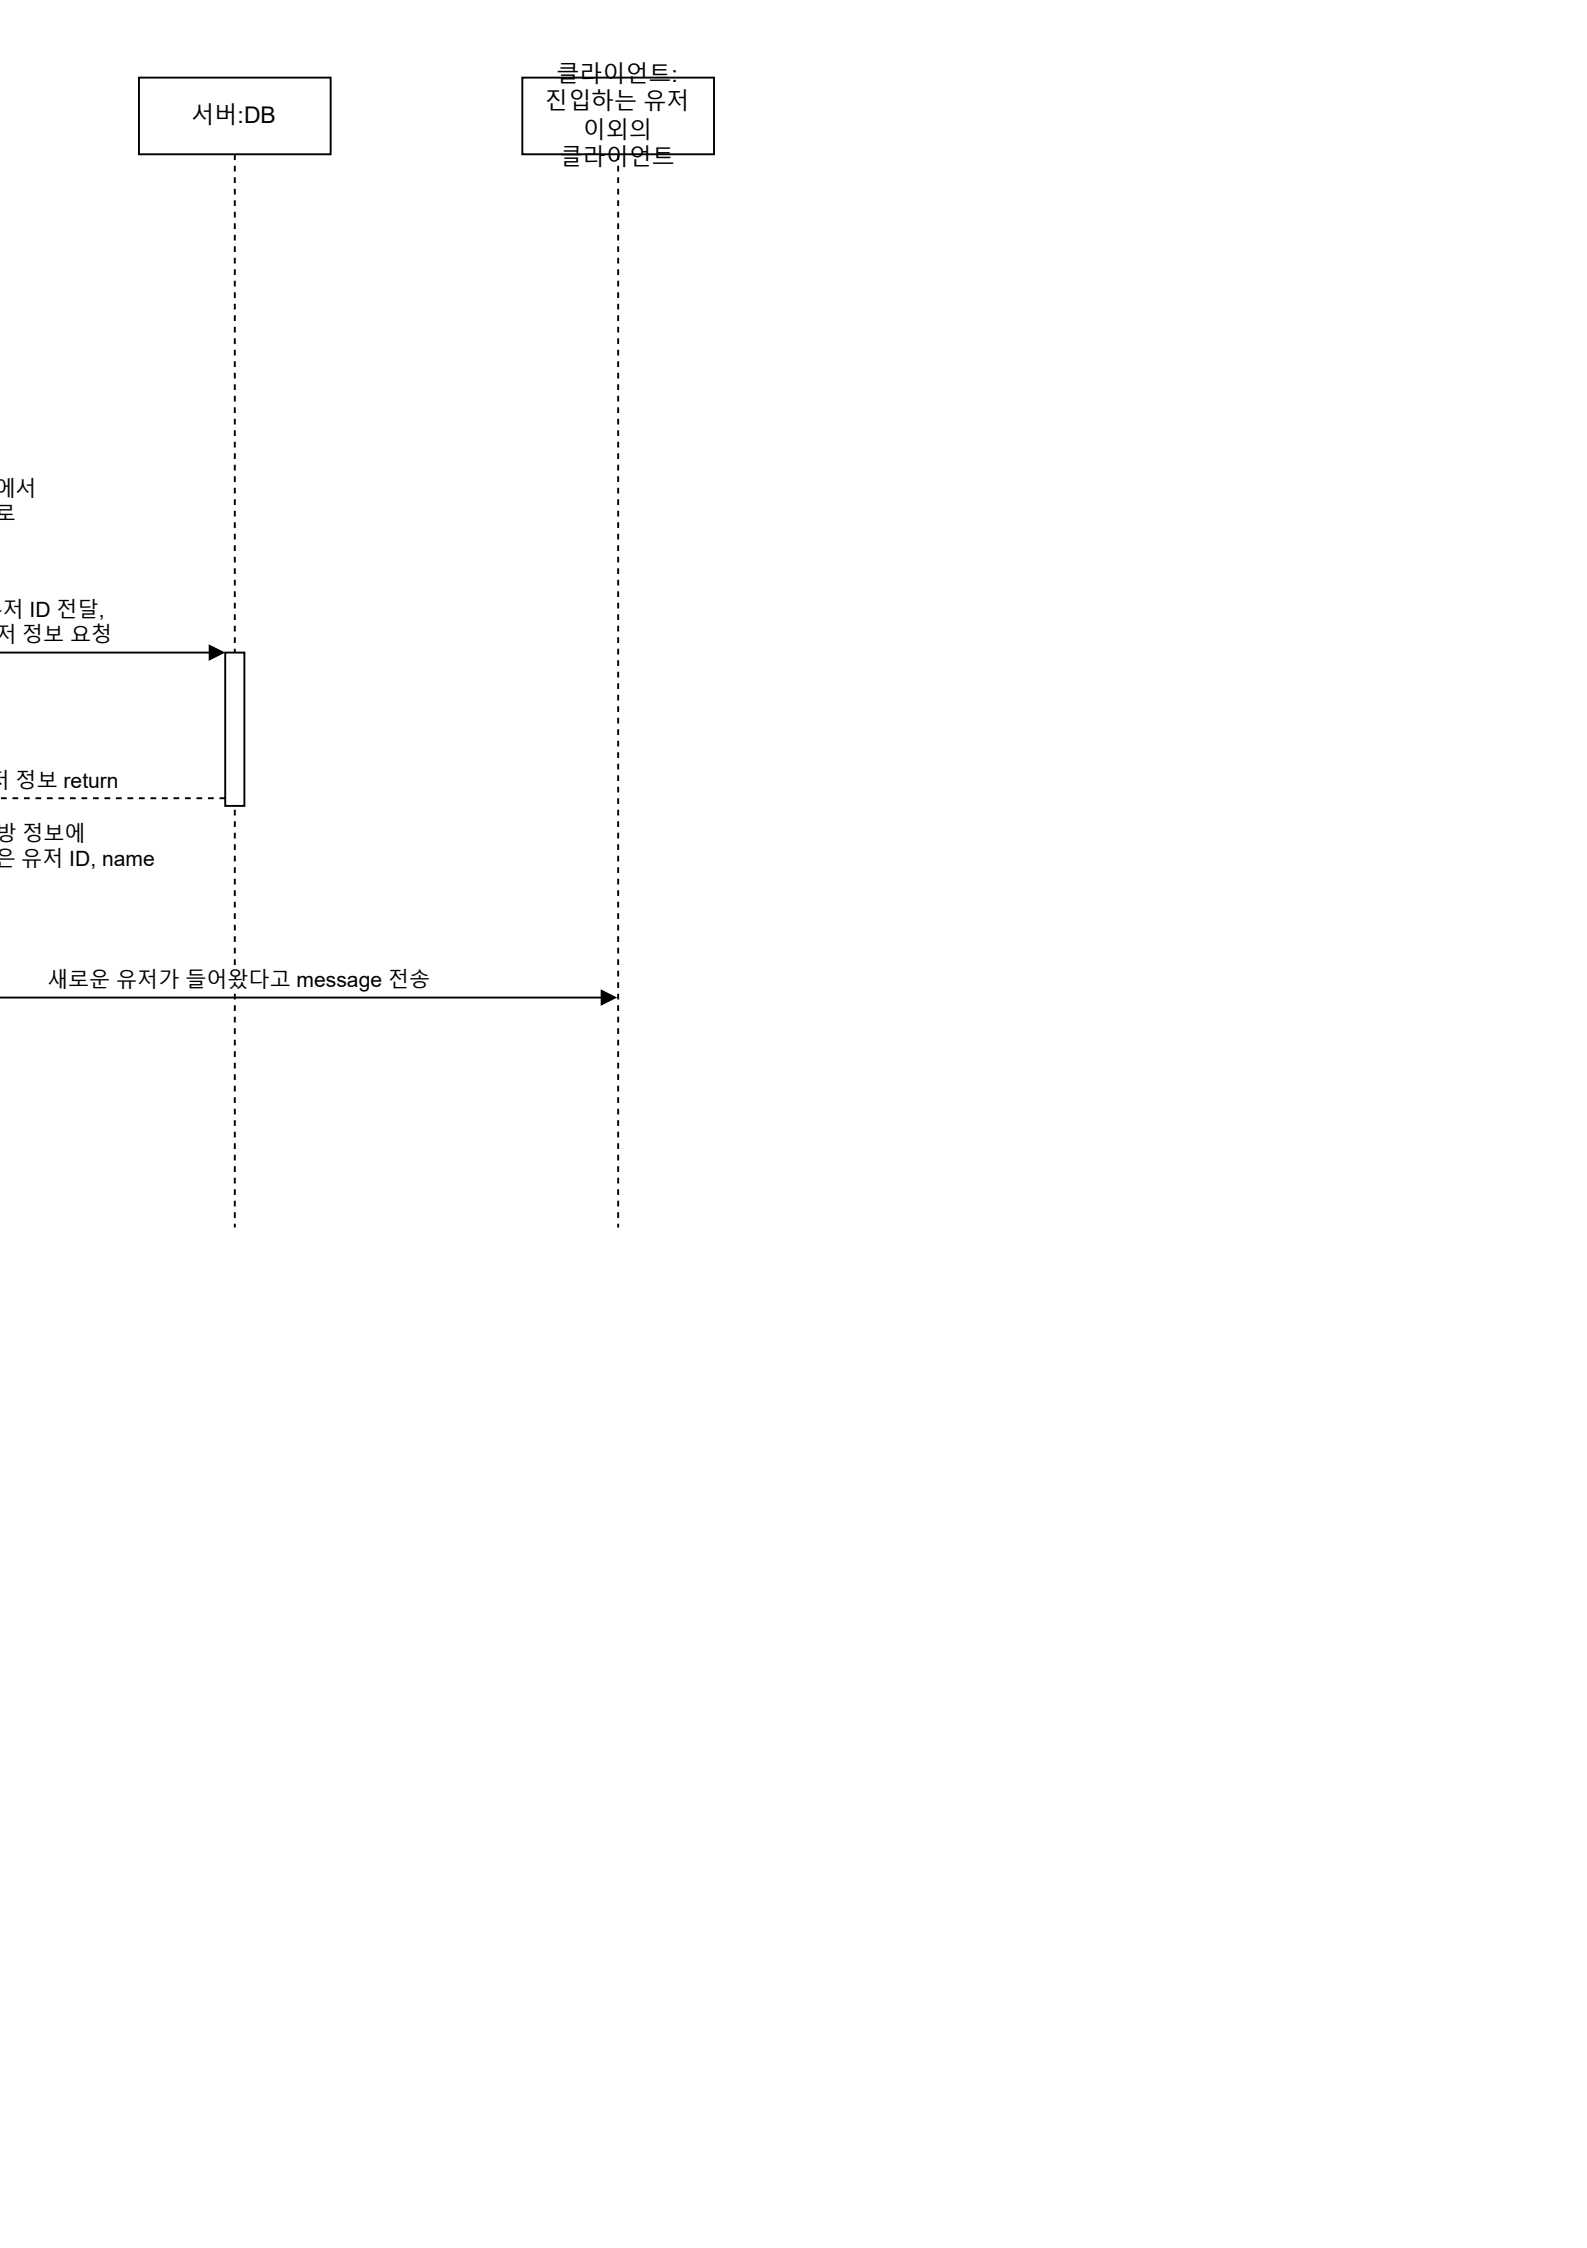 서버:DB
클라이언트:
진입하는 유저
이외의
클라이언트
에서
로
저 ID 전달,
저 정보 요청
정보 return
방 정보에
은 유저 ID, name
새로운 유저가 들어왔다고 message 전송